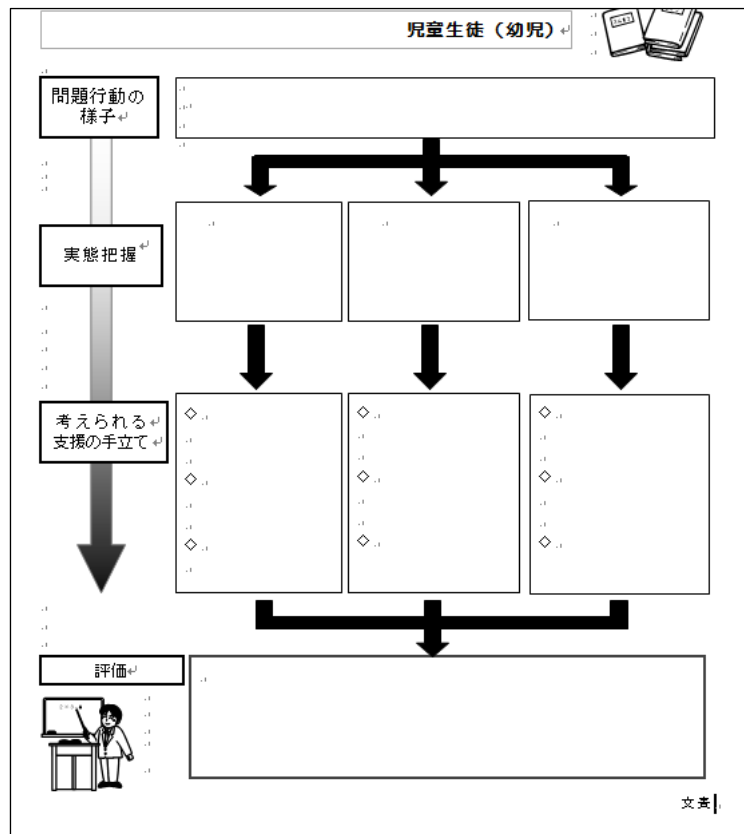 児童生徒（幼児）
問題行動の
様子
実態把握
考えられる
支援の手立て
◇ ◇ ◇
◇ ◇ ◇
◇ ◇ ◇
評価
文責